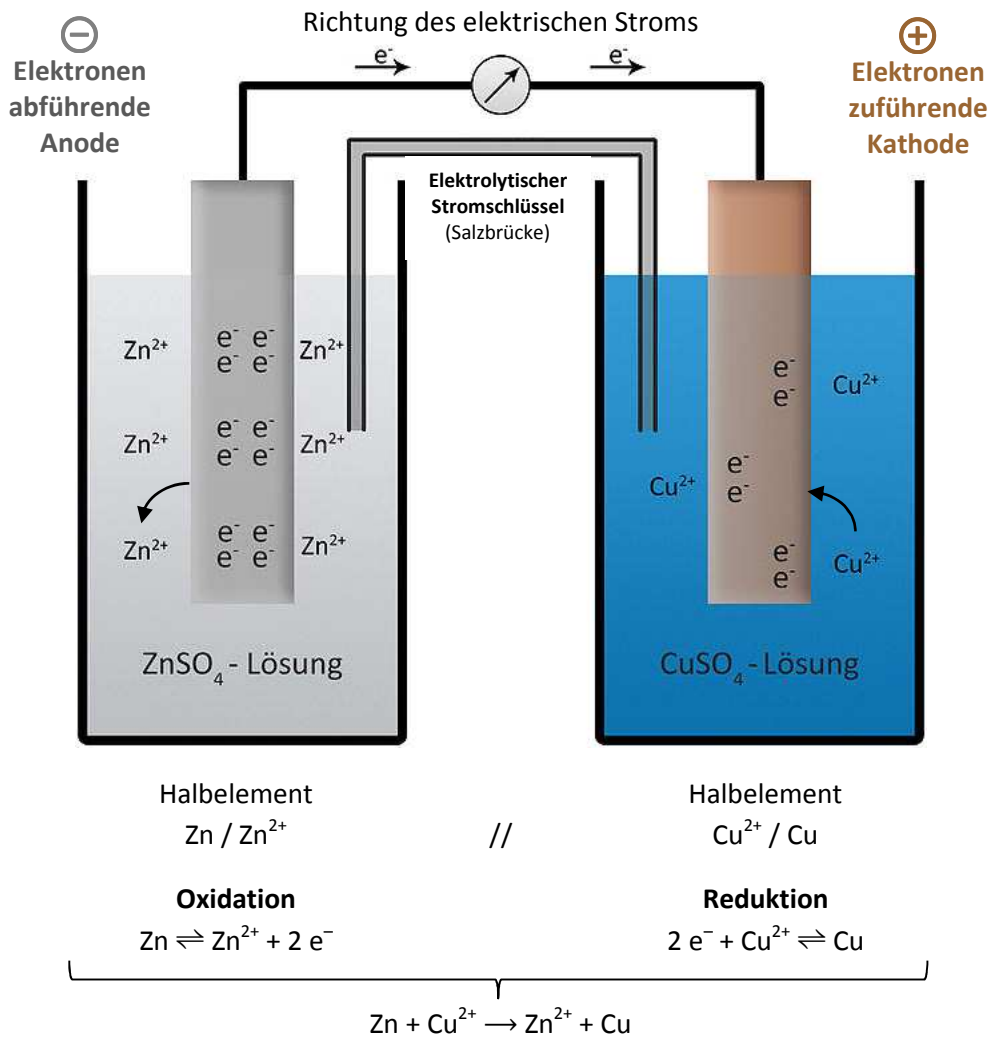 Richtung des elektrischen Stroms
e⁻ e⁻
⊖
Elektronen
abführende
Anode
⊕
Elektronen
zuführende
Kathode
Elektrolytischer
Stromschlüssel
(Salzbrücke)
Zn²⁺ e⁻ e⁻ Zn²⁺
e⁻ e⁻
Zn²⁺ e⁻ e⁻ Zn²⁺
e⁻ e⁻
Zn²⁺ e⁻ e⁻ Zn²⁺
e⁻ e⁻
ZnSO₄ - Lösung
e⁻
e⁻ Cu²⁺
Cu²⁺ e⁻
e⁻
e⁻ Cu²⁺
e⁻
CuSO₄ - Lösung
Halbelement
Zn / Zn²⁺
//
Halbelement
Cu²⁺ / Cu
Oxidation
Zn ⇌ Zn²⁺ + 2 e⁻
Reduktion
2 e⁻ + Cu²⁺ ⇌ Cu
Zn + Cu²⁺ ⟶ Zn²⁺ + Cu